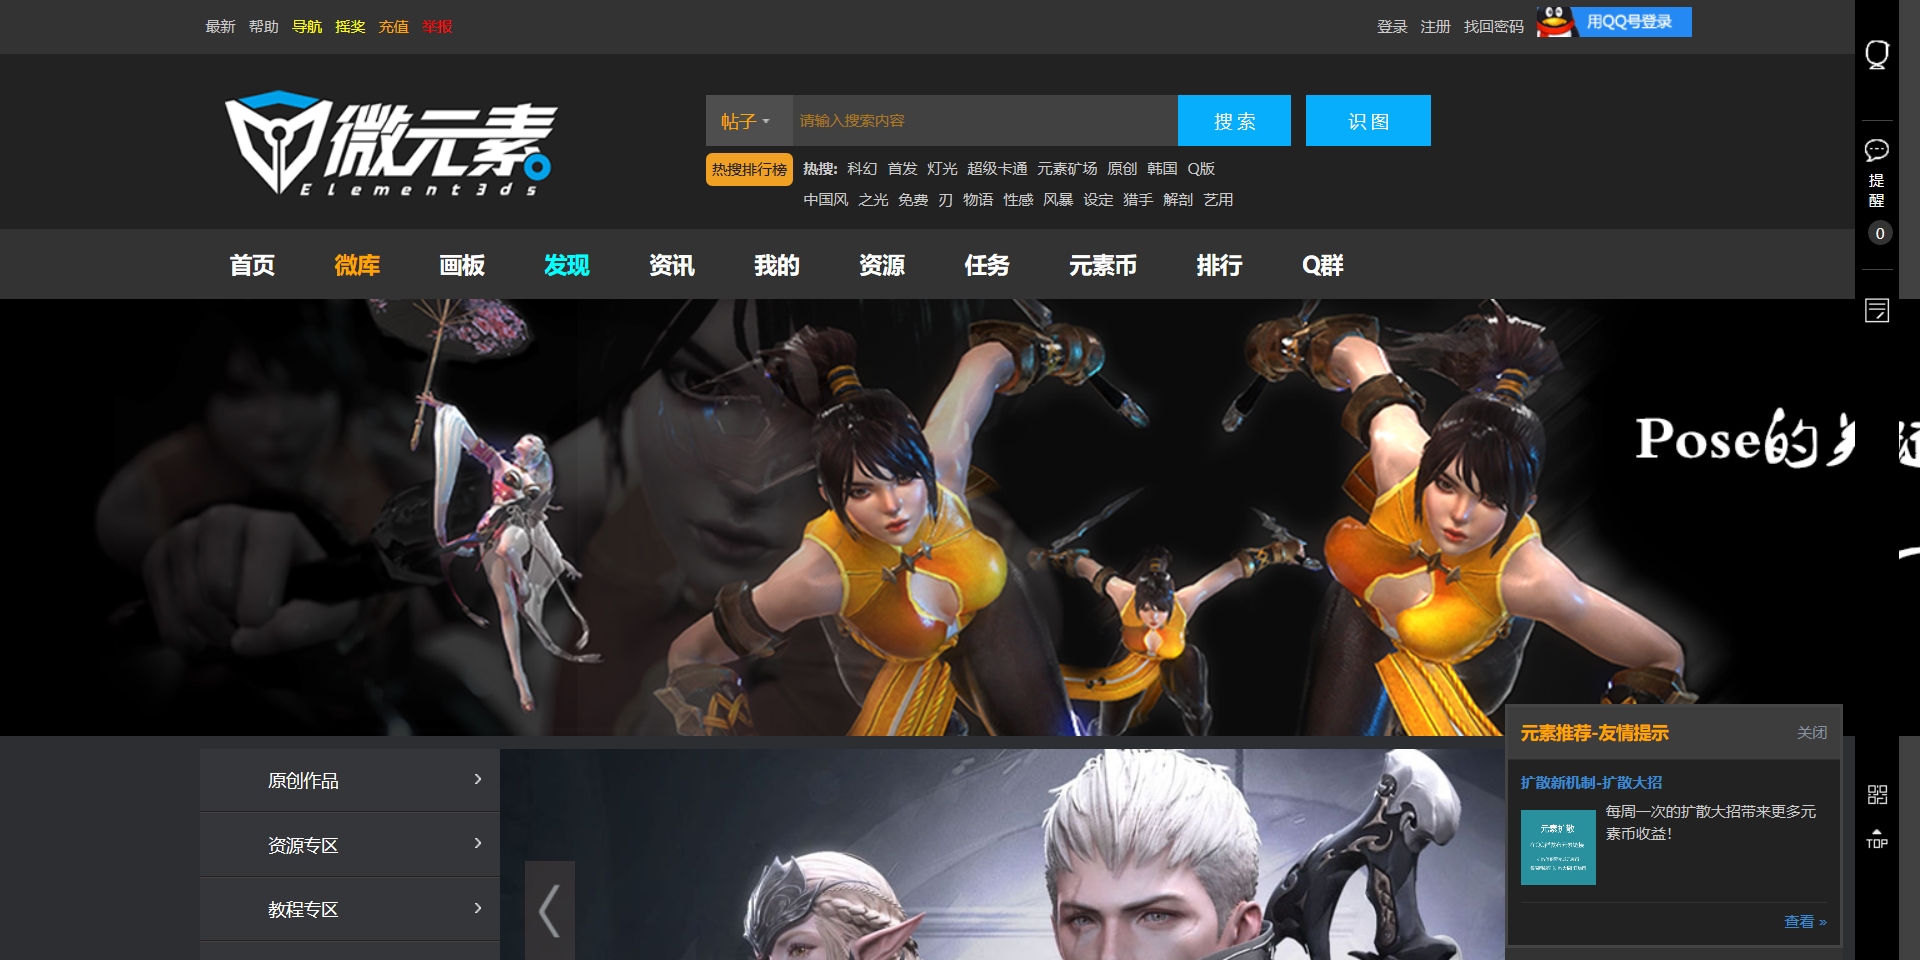 最新 帮助 导航 摇奖 充值 举报
登录 注册 找回密码 用QQ号登录
微元素
Element3ds
帖子 请输入搜索内容 搜索 识图
热搜排行榜 热搜: 科幻 首发 灯光 超级卡通 元素矿场 原创 韩国 Q版
中国风 之光 免费 刃 物语 性感 风暴 设定 猎手 解剖 艺用
提
醒
0
首页 微库 画板 发现 资讯 我的 资源 任务 元素币 排行 Q群
Pose的
原创作品
资源专区
教程专区
元素推荐-友情提示 关闭
扩散新机制-扩散大招
元素扩散
每周一次的扩散大招带来更多元
素币收益!
查看 »
TOP